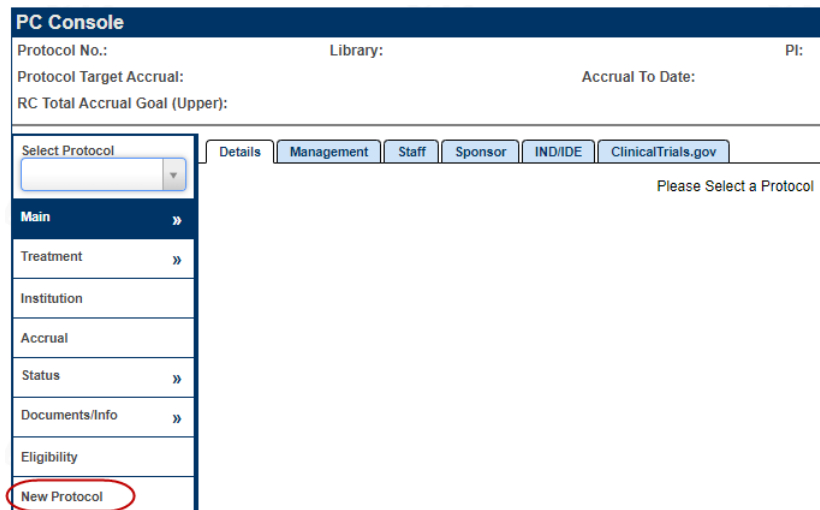 PC Console
Protocol No.: Library: PI:
Protocol Target Accrual: Accrual To Date:
RC Total Accrual Goal (Upper):
Select Protocol
Details Management Staff Sponsor IND/IDE ClinicalTrials.gov
Please Select a Protocol
Main »
Treatment »
Institution
Accrual
Status »
Documents/Info »
Eligibility
New Protocol